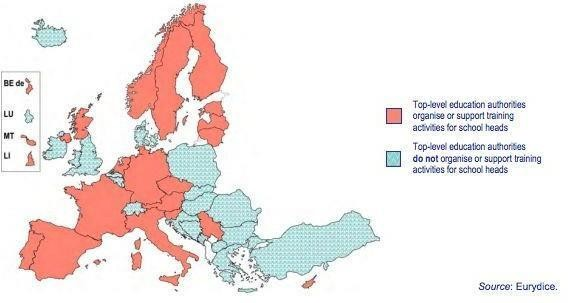 BE de
LU
MT
LI
Top-level education authorities
organise or support training
activities for school heads
Top-level education authorities
do not organise or support training
activities for school heads
Source: Eurydice.